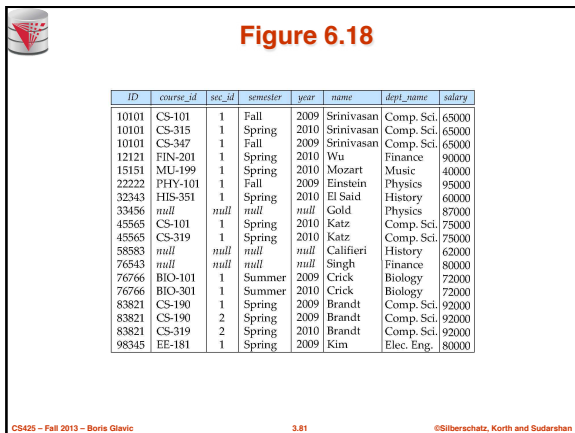 Figure 6.18
ID course_id sec_id semester year name dept_name salary
10101 CS-101 1 Fall 2009 Srinivasan Comp. Sci. 65000
10101 CS-315 1 Spring 2010 Srinivasan Comp. Sci. 65000
10101 CS-347 1 Fall 2009 Srinivasan Comp. Sci. 65000
12121 FIN-201 1 Spring 2010 Wu Finance 90000
15151 MU-199 1 Spring 2010 Mozart Music 40000
22222 PHY-101 1 Fall 2009 Einstein Physics 95000
32343 HIS-351 1 Spring 2010 El Said History 60000
33456 null null null null Gold Physics 87000
45565 CS-101 1 Spring 2010 Katz Comp. Sci. 75000
45565 CS-319 1 Spring 2010 Katz Comp. Sci. 75000
58583 null null null null Califieri History 62000
76543 null null null null Singh Finance 80000
76766 BIO-101 1 Summer 2009 Crick Biology 72000
76766 BIO-301 1 Summer 2010 Crick Biology 72000
83821 CS-190 1 Spring 2009 Brandt Comp. Sci. 92000
83821 CS-190 2 Spring 2009 Brandt Comp. Sci. 92000
83821 CS-319 2 Spring 2010 Brandt Comp. Sci. 92000
98345 EE-181 1 Spring 2009 Kim Elec. Eng. 80000
CS425 – Fall 2013 – Boris Glavic 3.81 ©Silberschatz, Korth and Sudarshan